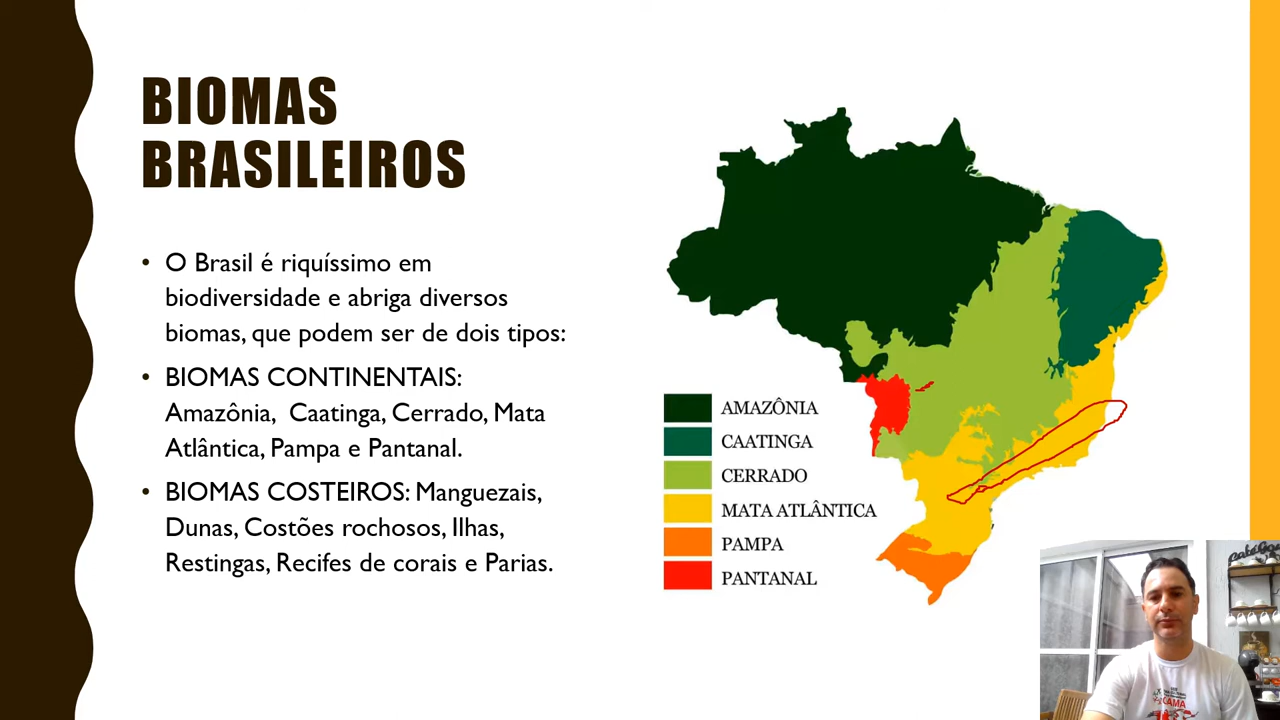 BIOMAS
BRASILEIROS
• O Brasil é riquíssimo em
biodiversidade e abriga diversos
biomas, que podem ser de dois tipos:
• BIOMAS CONTINENTAIS:
Amazônia, Caatinga, Cerrado, Mata
Atlântica, Pampa e Pantanal.
• BIOMAS COSTEIROS: Manguezais,
Dunas, Costões rochosos, Ilhas,
Restingas, Recifes de corais e Parias.
AMAZÔNIA
CAATINGA
CERRADO
MATA ATLÂNTICA
PAMPA
PANTANAL
CAMA